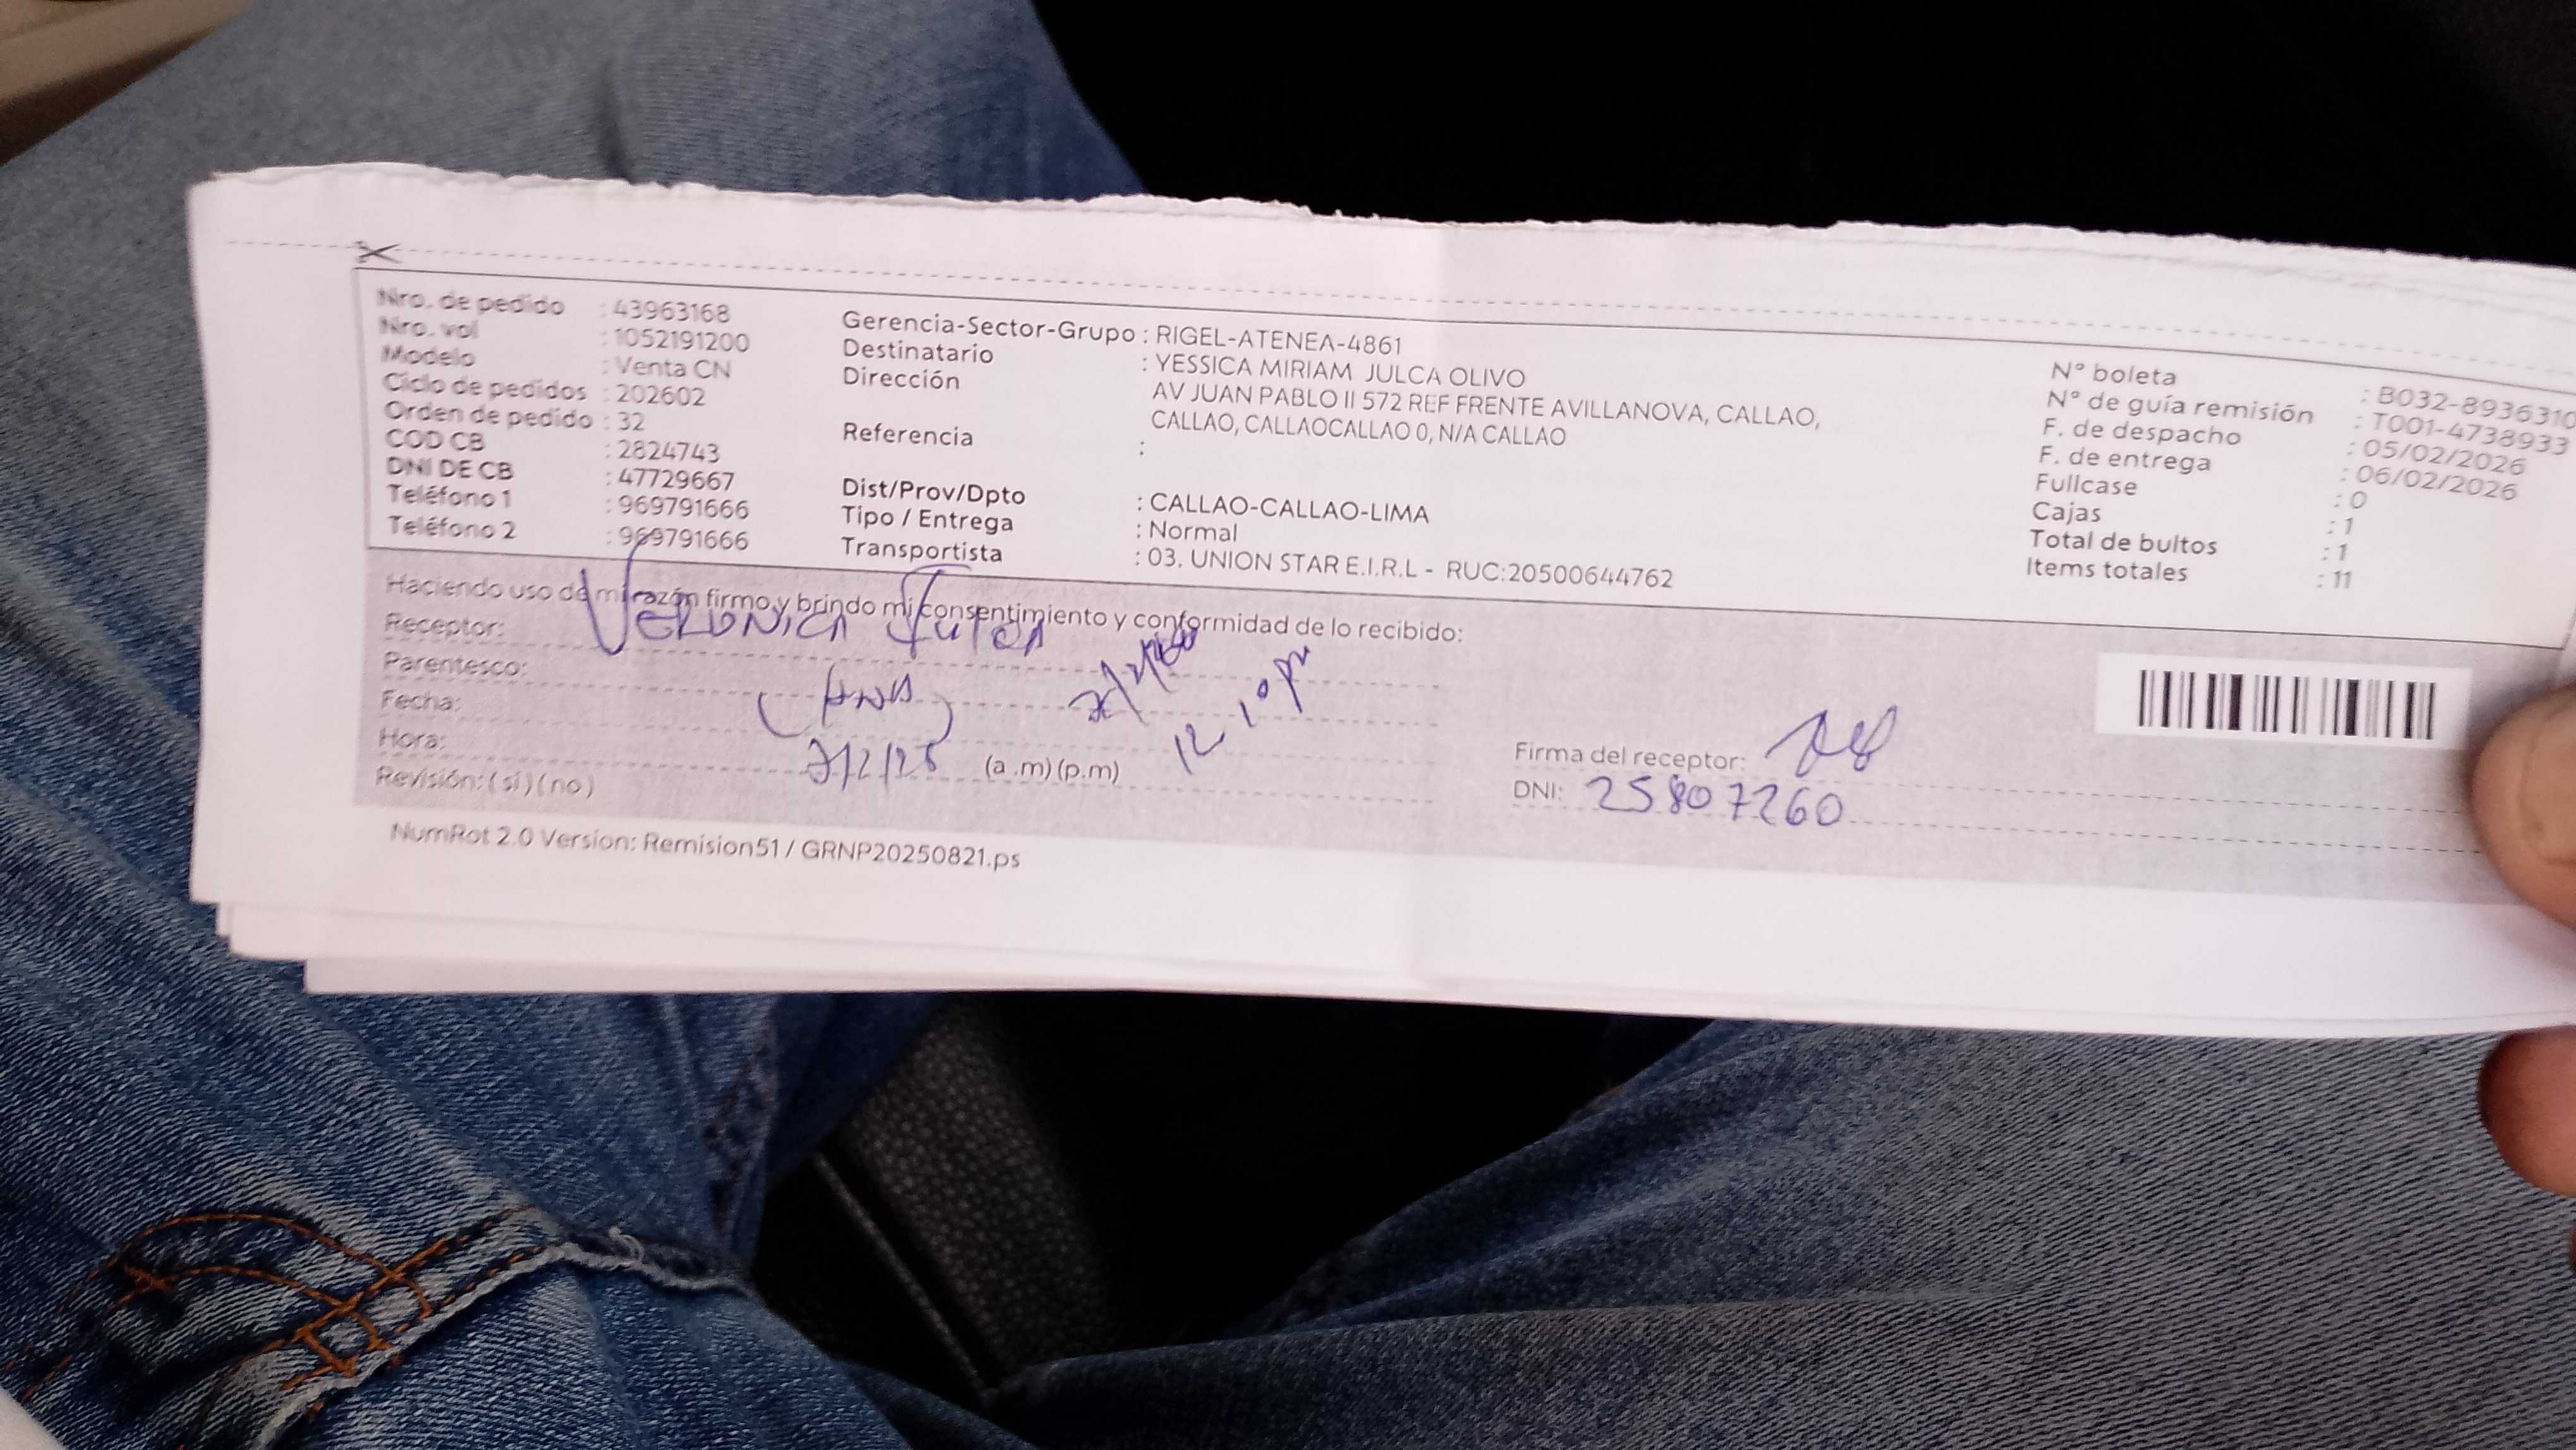 Nro. de pedido : 43963168
Nro. vol : 1052191200
Modelo : Venta CN
Ciclo de pedidos : 202602
Orden de pedido : 32
COD CB : 2824743
DNI DE CB : 47729667
Teléfono 1 : 969791666
Teléfono 2 : 969791666
Gerencia-Sector-Grupo : RIGEL-ATENEA-4861
Destinatario : YESSICA MIRIAM JULCA OLIVO
Dirección AV JUAN PABLO II 572 REF FRENTE AVILLANOVA, CALLAO,
CALLAO, CALLAOCALLAO 0, N/A CALLAO
Referencia :
Dist/Prov/Dpto : CALLAO-CALLAO-LIMA
Tipo / Entrega : Normal
Transportista : 03. UNION STAR E.I.R.L - RUC:20500644762
N° boleta : B032-8936310
N° de guía remisión : T001-4738933
F. de despacho : 05/02/2026
F. de entrega : 06/02/2026
Fullcase : 0
Cajas : 1
Total de bultos : 1
Items totales : 11
Haciendo uso de mi razón firmo y brindo mi consentimiento y conformidad de lo recibido:
Receptor: VERONICA
Parentesco:
Fecha:
Hora: (a .m) (p.m)
12 10 pm
Revisión: ( sí ) ( no )
Firma del receptor:
DNI: 25807260
NumRot 2.0 Version: Remision51 / GRNP20250821.ps